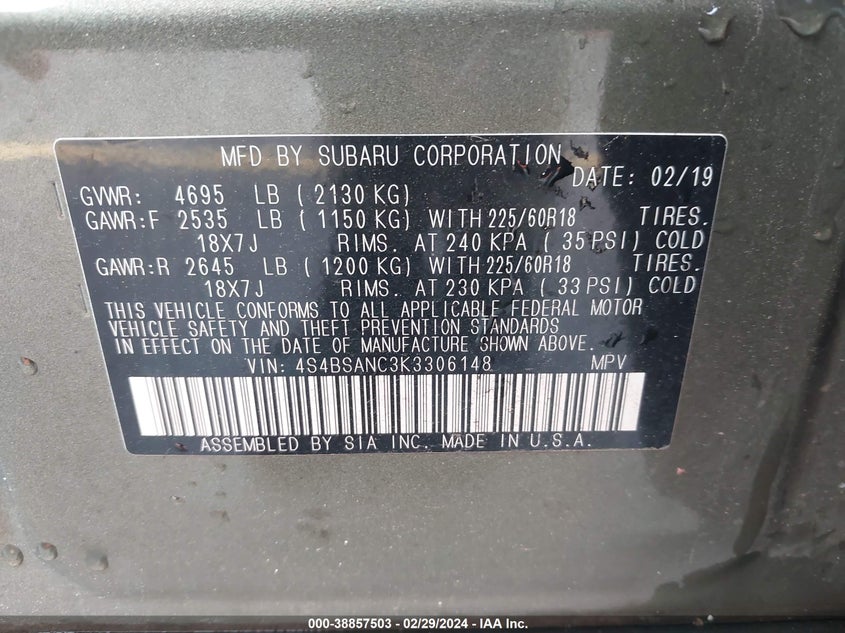 MFD BY SUBARU CORPORATION DATE: 02/19
GVWR: 4695 LB ( 2130 KG)
GAWR:F 2535 LB ( 1150 KG) WITH 225/60R18 TIRES.
18X7J RIMS. AT 240 KPA ( 35 PSI) COLD
GAWR:R 2645 LB ( 1200 KG) WITH 225/60R18 TIRES.
18X7J RIMS. AT 230 KPA ( 33 PSI) COLD
THIS VEHICLE CONFORMS TO ALL APPLICABLE FEDERAL MOTOR
VEHICLE SAFETY AND THEFT PREVENTION STANDARDS
IN EFFECT ON THE DATE OF MANUFACTURE SHOWN ABOVE.
VIN: 4S4BSANC3K3306148 MPV
ASSEMBLED BY SIA INC. MADE IN U.S.A.
000-38857503 - 02/29/2024 - IAA Inc.